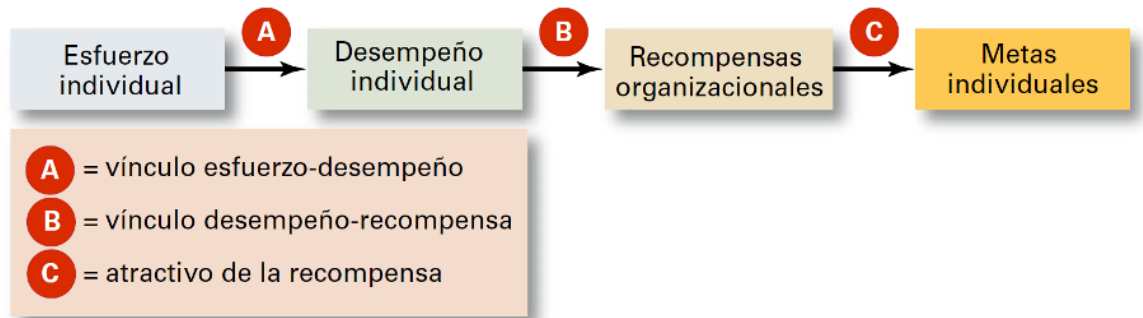 A
B
C
Esfuerzo
individual
Desempeño
individual
Recompensas
organizacionales
Metas
individuales
A = vínculo esfuerzo-desempeño
B = vínculo desempeño-recompensa
C = atractivo de la recompensa